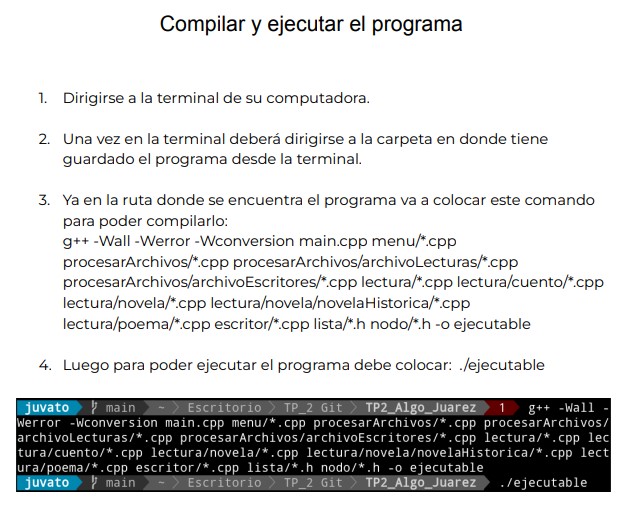 Compilar y ejecutar el programa
1. Dirigirse a la terminal de su computadora.
2. Una vez en la terminal deberá dirigirse a la carpeta en donde tiene
guardado el programa desde la terminal.
3. Ya en la ruta donde se encuentra el programa va a colocar este comando
para poder compilarlo:
g++ -Wall -Werror -Wconversion main.cpp menu/*.cpp
procesarArchivos/*.cpp procesarArchivos/archivoLecturas/*.cpp
procesarArchivos/archivoEscritores/*.cpp lectura/*.cpp lectura/cuento/*.cpp
lectura/novela/*.cpp lectura/novela/novelaHistorica/*.cpp
lectura/poema/*.cpp escritor/*.cpp lista/*.h nodo/*.h -o ejecutable
4. Luego para poder ejecutar el programa debe colocar: ./ejecutable
juvato main ~ Escritorio TP_2 Git TP2_Algo_Juarez 1 g++ -Wall -
Werror -Wconversion main.cpp menu/*.cpp procesarArchivos/*.cpp procesarArchivos/
archivoLecturas/*.cpp procesarArchivos/archivoEscritores/*.cpp lectura/*.cpp lec
tura/cuento/*.cpp lectura/novela/*.cpp lectura/novela/novelaHistorica/*.cpp lect
ura/poema/*.cpp escritor/*.cpp lista/*.h nodo/*.h -o ejecutable
juvato main ~ Escritorio TP_2 Git TP2_Algo_Juarez ./ejecutable